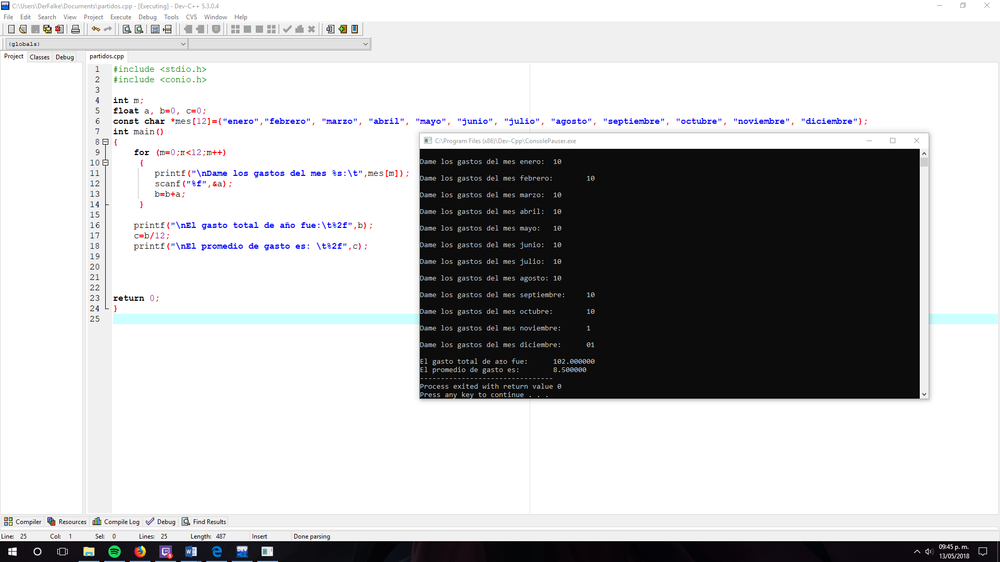 C:\Users\DerFalke\Documents\partidos.cpp - [Executing] - Dev-C++ 5.3.0.4
File Edit Search View Project Execute Debug Tools CVS Window Help
(globals)
Project Classes Debug
partidos.cpp
1 #include <stdio.h>
2 #include <conio.h>
3
4 int m;
5 float a, b=0, c=0;
6 const char *mes[12]={"enero","febrero", "marzo", "abril", "mayo", "junio", "julio", "agosto", "septiembre", "octubre", "noviembre", "diciembre"};
7 int main()
8 {
9 for (m=0;m<12;m++)
10 {
11 printf("\nDame los gastos del mes %s:\t",mes[m]);
12 scanf("%f",&a);
13 b=b+a;
14 }
15
16 printf("\nEl gasto total de año fue:\t%2f",b);
17 c=b/12;
18 printf("\nEl promedio de gasto es: \t%2f",c);
19
20
21
22
23 return 0;
24 }
25
C:\Program Files (x86)\Dev-Cpp\ConsolePauser.exe
Dame los gastos del mes enero: 10
Dame los gastos del mes febrero: 10
Dame los gastos del mes marzo: 10
Dame los gastos del mes abril: 10
Dame los gastos del mes mayo: 10
Dame los gastos del mes junio: 10
Dame los gastos del mes julio: 10
Dame los gastos del mes agosto: 10
Dame los gastos del mes septiembre: 10
Dame los gastos del mes octubre: 10
Dame los gastos del mes noviembre: 1
Dame los gastos del mes diciembre: 01
El gasto total de a±o fue: 102.000000
El promedio de gasto es: 8.500000
--------------------------------
Process exited with return value 0
Press any key to continue . . .
Compiler Resources Compile Log Debug Find Results
Line: 25 Col: 1 Sel: 0 Lines: 25 Length: 487 Insert Done parsing
5
DEV C++
09:45 p. m.
13/05/2018